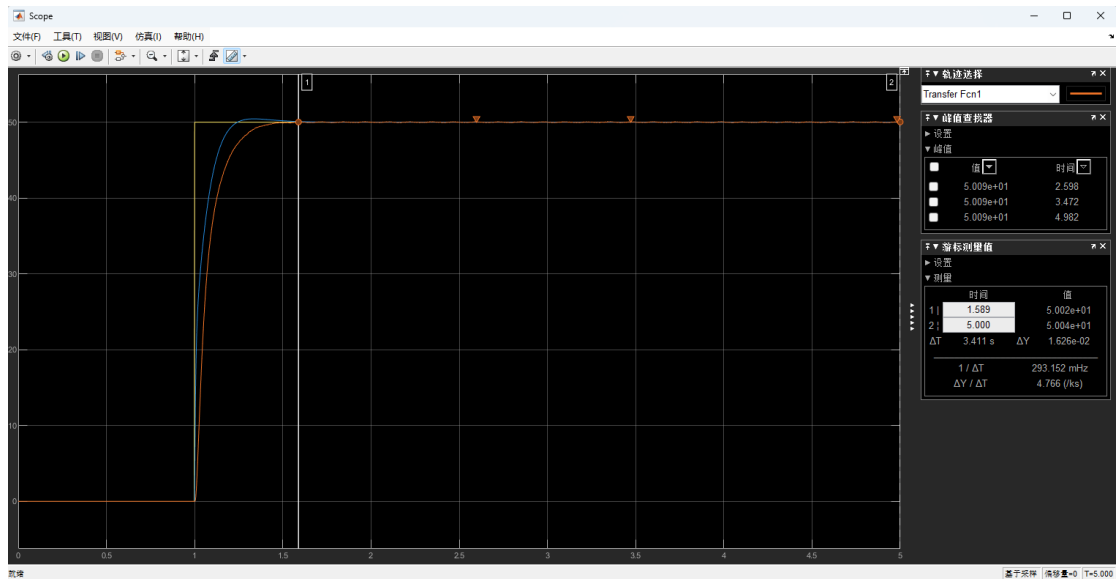 Scope
文件(F) 工具(T) 视图(V) 仿真(I) 帮助(H)
1
2
50
40
30
20
10
0
0 0.5 1 1.5 2 2.5 3 3.5 4 4.5 5
轨迹选择
Transfer Fcn1
峰值查找器
设置
峰值
值 时间
5.009e+01 2.598
5.009e+01 3.472
5.009e+01 4.982
游标测量值
设置
测量
时间 值
1 1.589 5.002e+01
2 5.000 5.004e+01
ΔT 3.411 s ΔY 1.626e-02
1 / ΔT 293.152 mHz
ΔY / ΔT 4.766 (/ks)
就绪
基于采样 偏移量=0 T=5.000